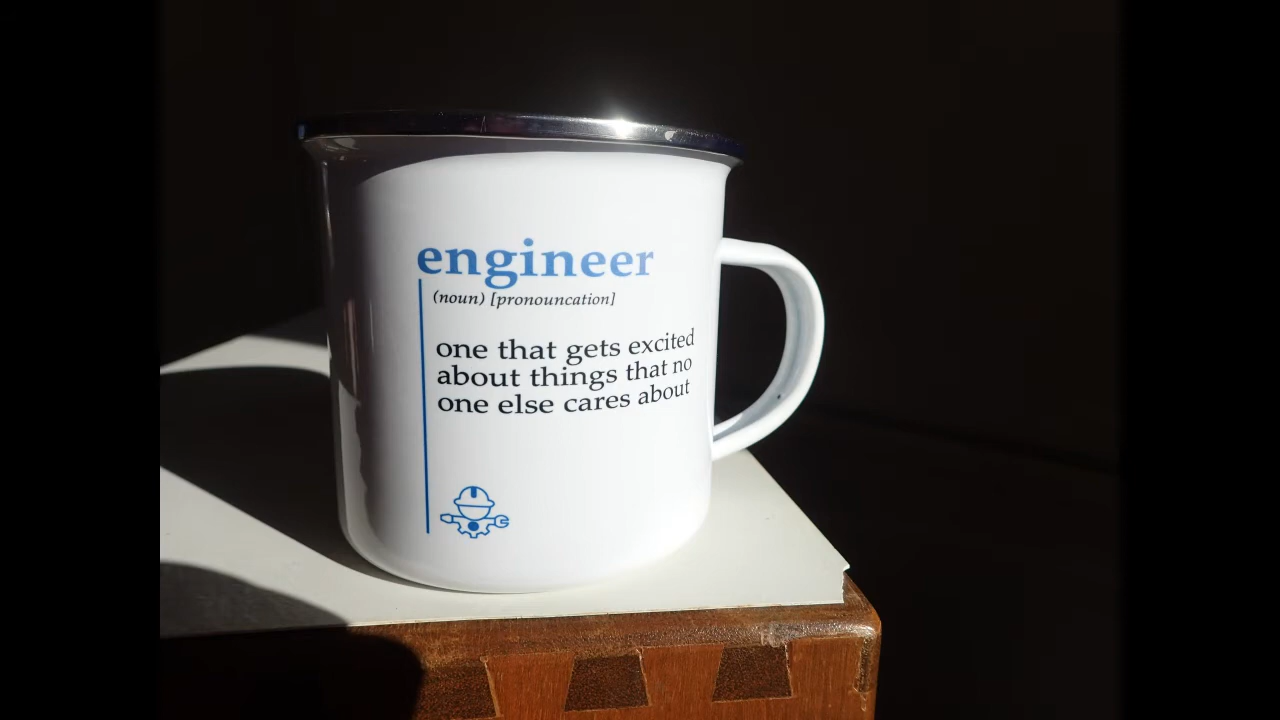 engineer
(noun) [pronouncation]
one that gets excited
about things that no
one else cares about